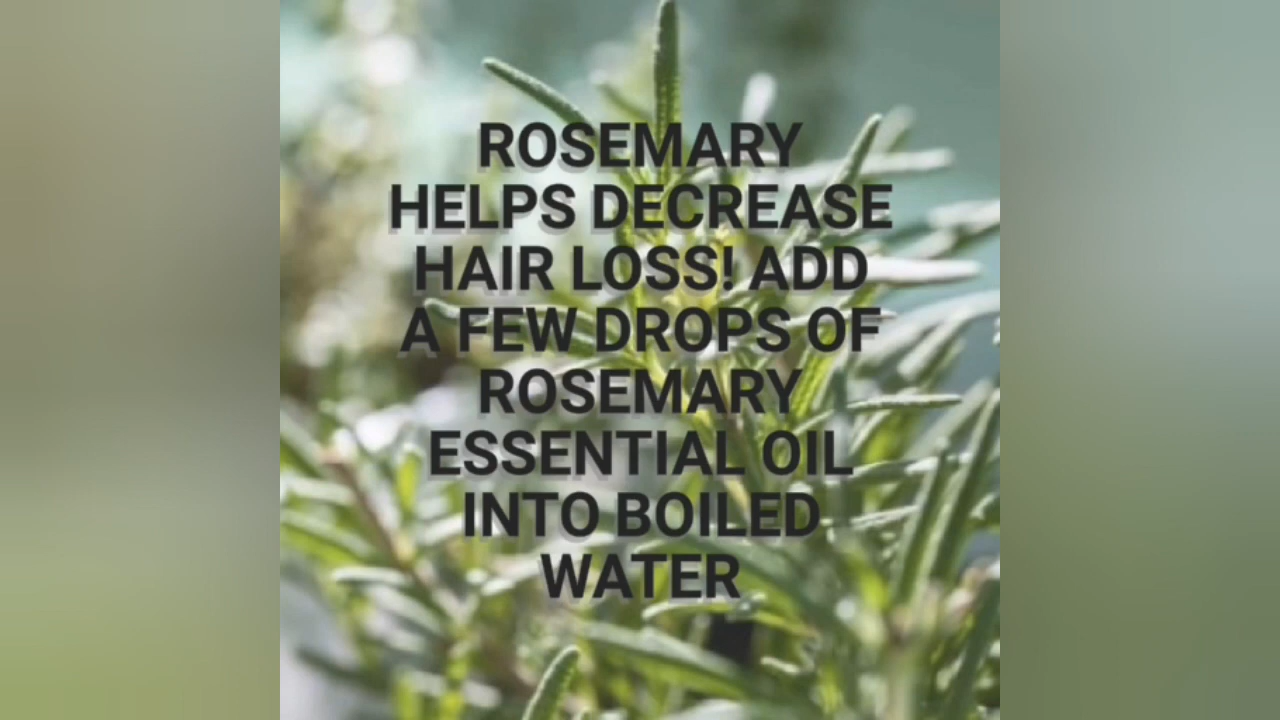 ROSEMARY
HELPS DECREASE
HAIR LOSS! ADD
A FEW DROPS OF
ROSEMARY
ESSENTIAL OIL
INTO BOILED
WATER